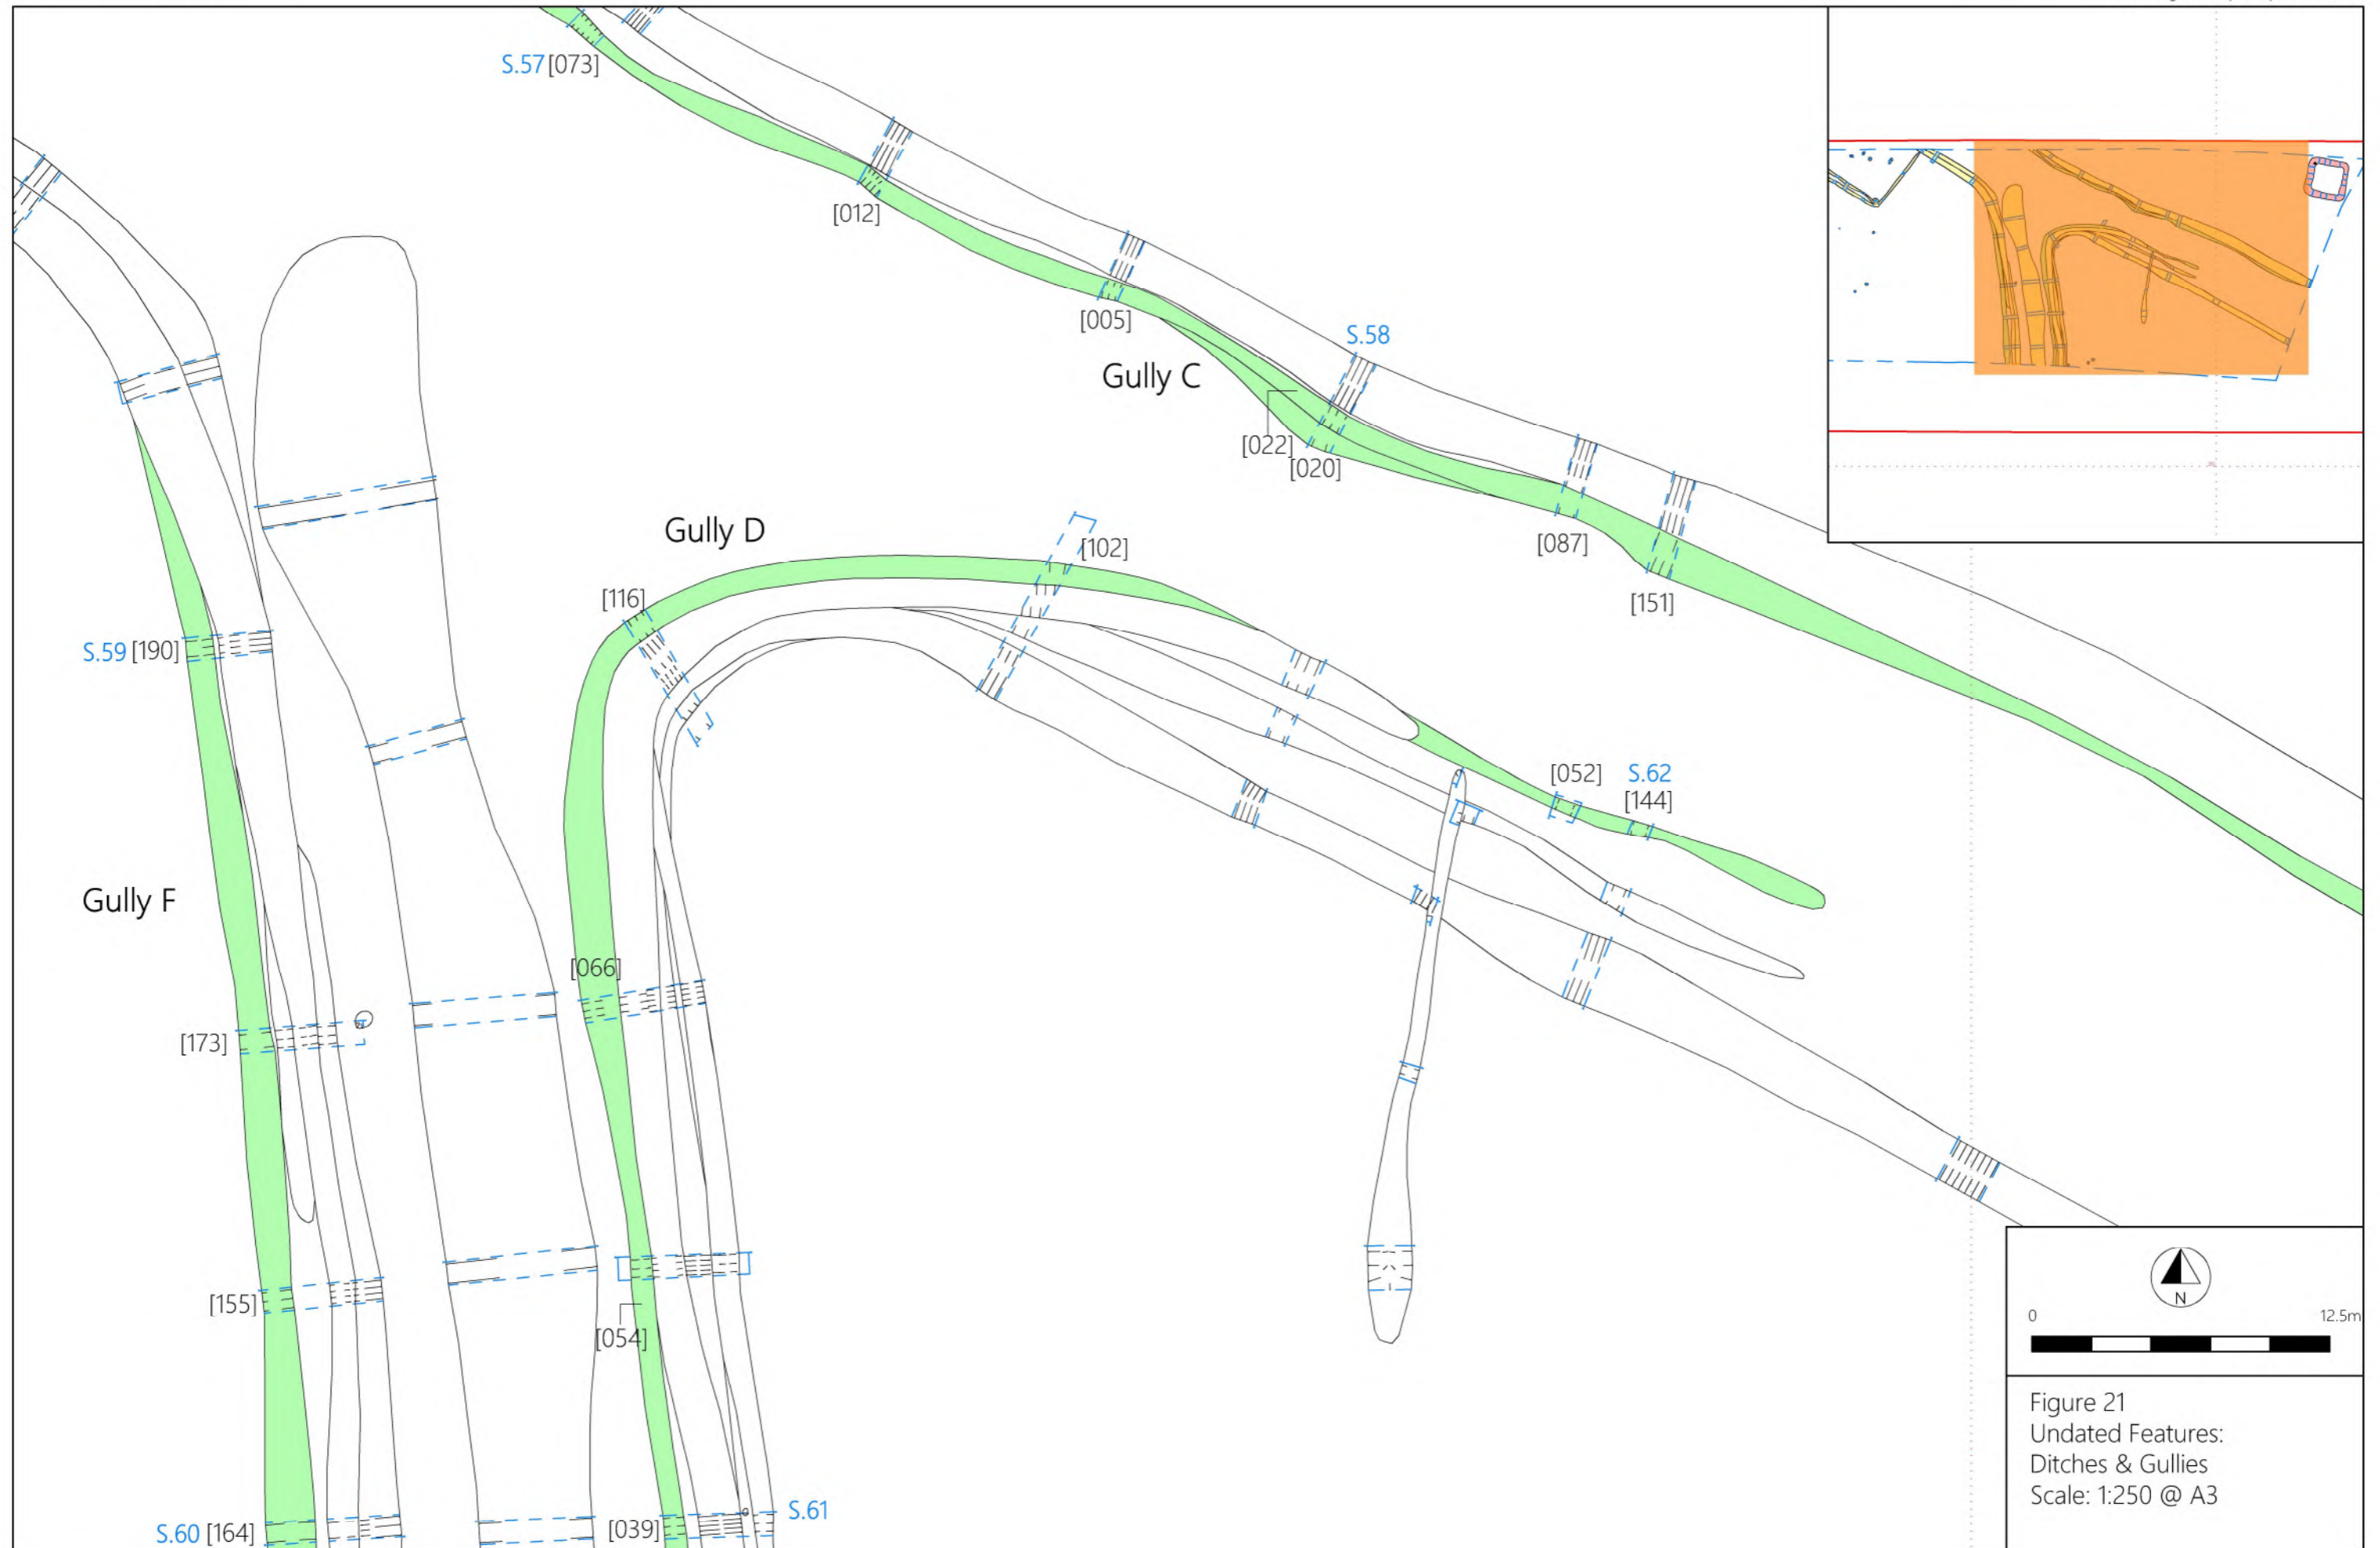 S.57 [073]
[012]
[005]
S.58
Gully C
[022]
[020]
Gully D
[102]
[087]
[116]
[151]
S.59 [190]
[052] S.62
[144]
Gully F
[066]
[173]
[155]
[054]
S.60 [164]
[039]
S.61
N
0 12.5m
Figure 21
Undated Features:
Ditches & Gullies
Scale: 1:250 @ A3